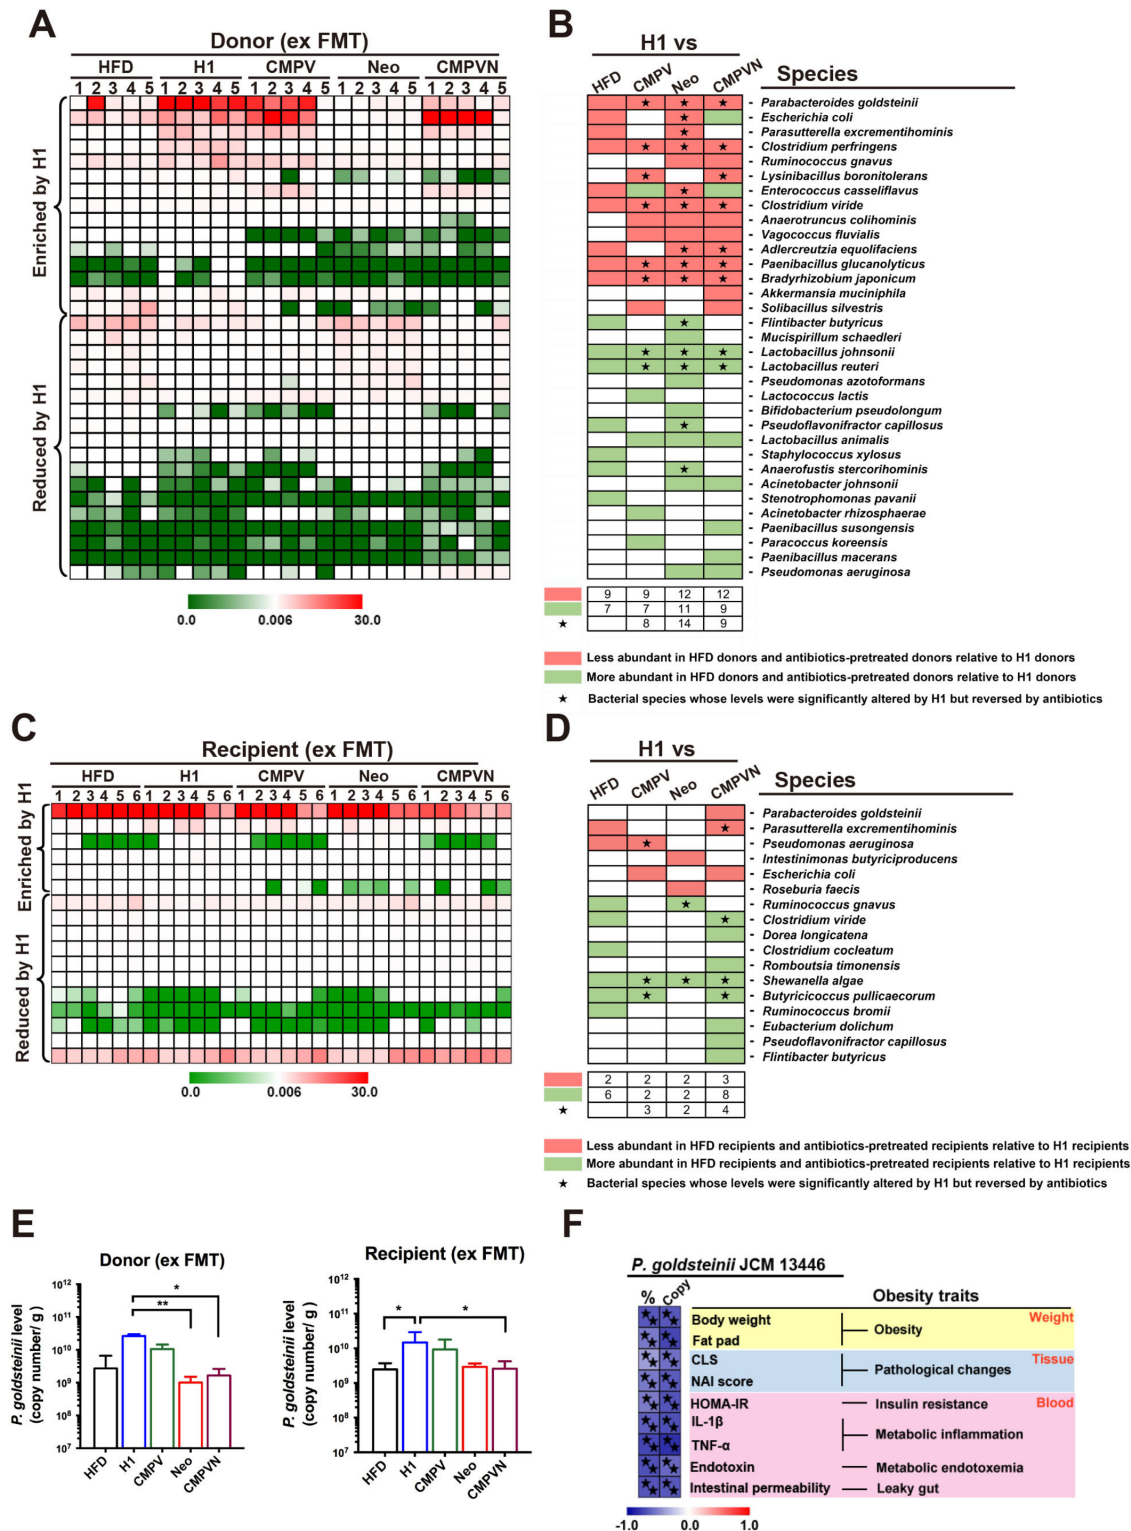 A
Donor (ex FMT)
HFD H1 CMPV Neo CMPVN
1 2 3 4 5 1 2 3 4 5 1 2 3 4 5 1 2 3 4 5 1 2 3 4 5
Enriched by H1
Reduced by H1
0.0 0.006 30.0
B
H1 vs
HFD CMPV Neo CMPVN Species
- Parabacteroides goldsteinii
- Escherichia coli
- Parasutterella excrementihominis
- Clostridium perfringens
- Ruminococcus gnavus
- Lysinibacillus boronitolerans
- Enterococcus casseliflavus
- Clostridium viride
- Anaerotruncus colihominis
- Vagococcus fluvialis
- Adlercreutzia equolifaciens
- Paenibacillus glucanolyticus
- Bradyrhizobium japonicum
- Akkermansia muciniphila
- Solibacillus silvestris
- Flintibacter butyricus
- Mucispirillum schaedleri
- Lactobacillus johnsonii
- Lactobacillus reuteri
- Pseudomonas azotoformans
- Lactococcus lactis
- Bifidobacterium pseudolongum
- Pseudoflavonifractor capillosus
- Lactobacillus animalis
- Staphylococcus xylosus
- Anaerofustis stercorihominis
- Acinetobacter johnsonii
- Stenotrophomonas pavanii
- Acinetobacter rhizosphaerae
- Paenibacillus susongensis
- Paracoccus koreensis
- Paenibacillus macerans
- Pseudomonas aeruginosa
9 9 12 12
7 7 11 9
★ 8 14 9
Less abundant in HFD donors and antibiotics-pretreated donors relative to H1 donors
More abundant in HFD donors and antibiotics-pretreated donors relative to H1 donors
★ Bacterial species whose levels were significantly altered by H1 but reversed by antibiotics
C
Recipient (ex FMT)
HFD H1 CMPV Neo CMPVN
1 2 3 4 5 6 1 2 3 4 5 6 1 2 3 4 5 6 1 2 3 4 5 6 1 2 3 4 5 6
Enriched by H1
Reduced by H1
0.0 0.006 30.0
D
H1 vs
HFD CMPV Neo CMPVN Species
- Parabacteroides goldsteinii
- Parasutterella excrementihominis
- Pseudomonas aeruginosa
- Intestinimonas butyriciproducens
- Escherichia coli
- Roseburia faecis
- Ruminococcus gnavus
- Clostridium viride
- Dorea longicatena
- Clostridium cocleatum
- Romboutsia timonensis
- Shewanella algae
- Butyricicoccus pullicaecorum
- Ruminococcus bromii
- Eubacterium dolichum
- Pseudoflavonifractor capillosus
- Flintibacter butyricus
2 2 2 3
6 2 2 8
★ 3 2 4
Less abundant in HFD recipients and antibiotics-pretreated recipients relative to H1 recipients
More abundant in HFD recipients and antibiotics-pretreated recipients relative to H1 recipients
★ Bacterial species whose levels were significantly altered by H1 but reversed by antibiotics
E
Donor (ex FMT)
P. goldsteinii level
(copy number/ g )
10¹²
10¹¹
10¹⁰
10⁹
10⁸
10⁷
*
**
HFD H1 CMPV Neo CMPVN
Recipient (ex FMT)
P. goldsteinii level
(copy number/ g )
10¹²
10¹¹
10¹⁰
10⁹
10⁸
10⁷
* *
HFD H1 CMPV Neo CMPVN
F
P. goldsteinii JCM 13446
% Copy Obesity traits
Body weight
Fat pad
Obesity
Weight
CLS
NAI score
Pathological changes
Tissue
HOMA-IR Insulin resistance Blood
IL-1β
TNF-α
Metabolic inflammation
Endotoxin Metabolic endotoxemia
Intestinal permeability Leaky gut
-1.0 0.0 1.0